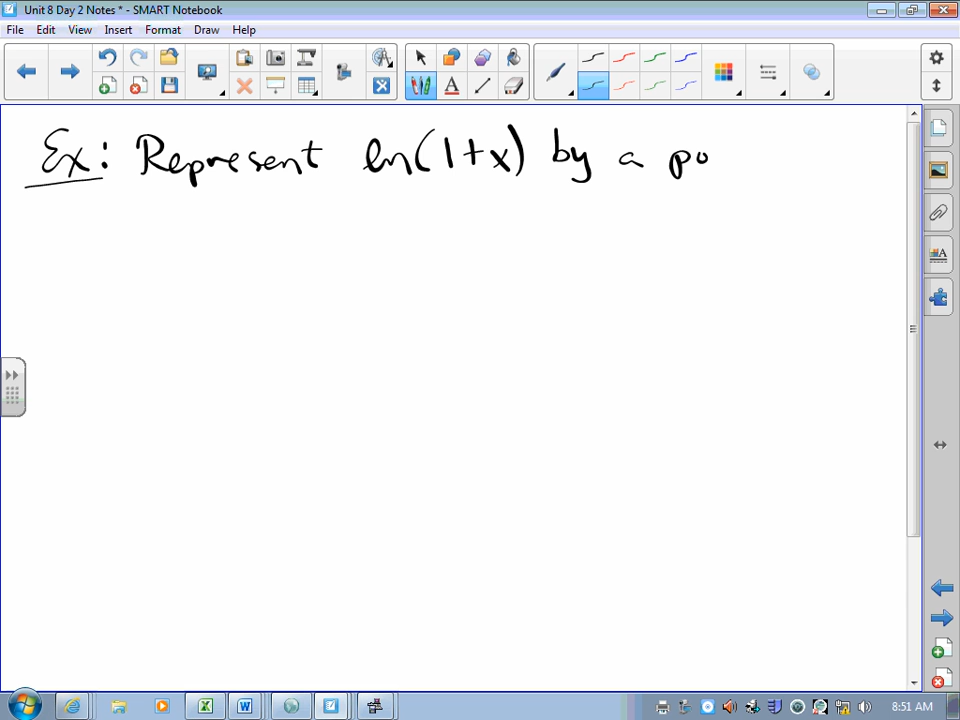 Unit 8 Day 2 Notes * - SMART Notebook
File Edit View Insert Format Draw Help
Ex: Represent ln(1+x) by a po
8:51 AM